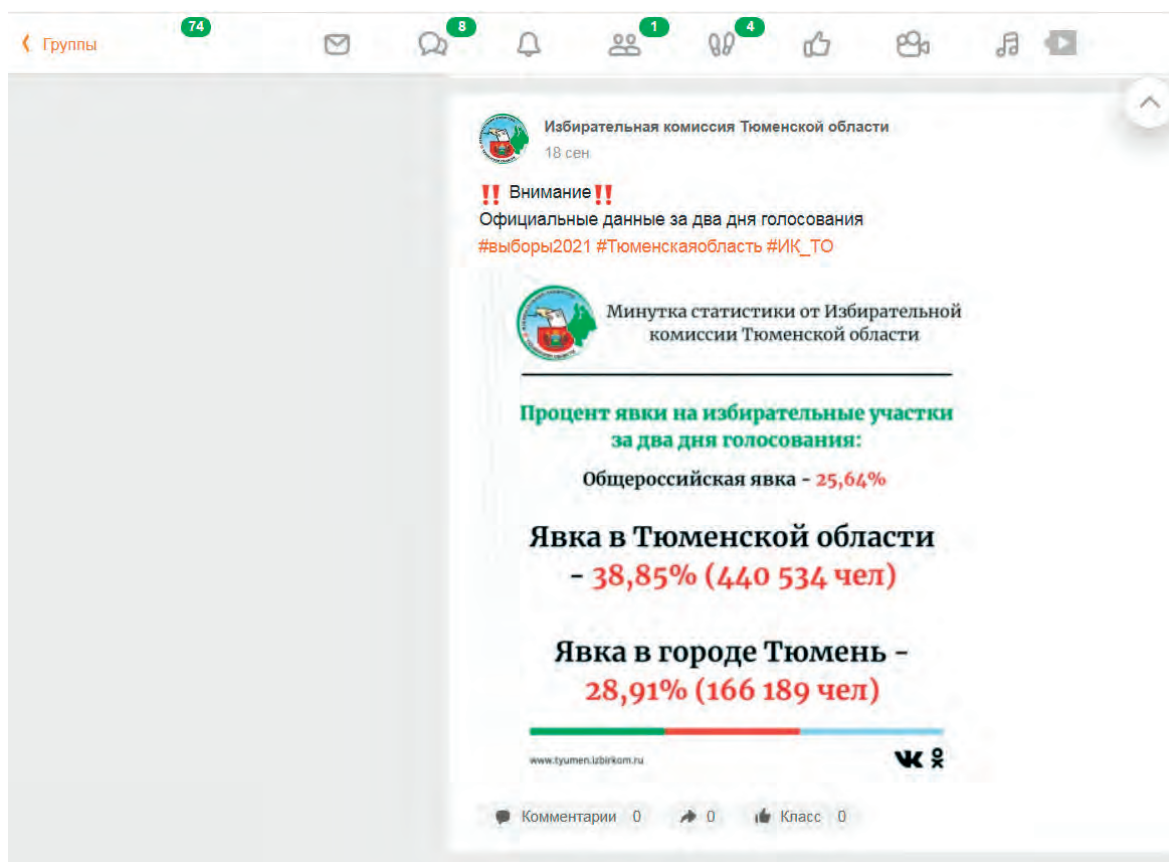 Группы
74
8
1
4
Избирательная комиссия Тюменской области
18 сен
‼ Внимание‼
Официальные данные за два дня голосования
#выборы2021 #Тюменскаяобласть #ИК_ТО
Минутка статистики от Избирательной
комиссии Тюменской области
Процент явки на избирательные участки
за два дня голосования:
Общероссийская явка - 25,64%
Явка в Тюменской области
- 38,85% (440 534 чел)
Явка в городе Тюмень -
28,91% (166 189 чел)
www.tyumen.izbirkom.ru
Комментарии 0 0 Класс 0